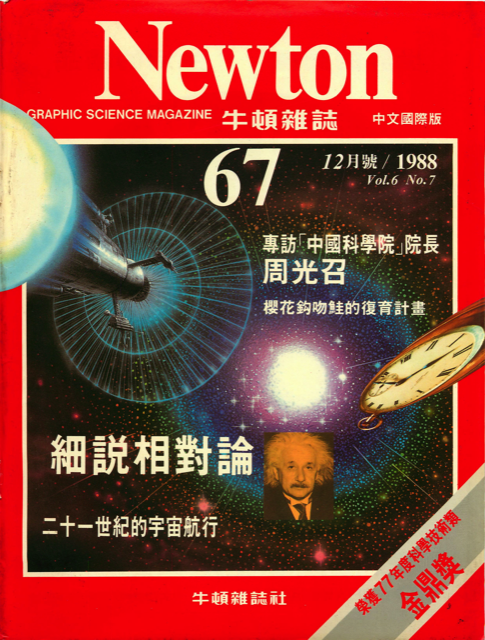 Newton
GRAPHIC SCIENCE MAGAZINE 牛頓雜誌 中文國際版
67
12月號 / 1988
Vol.6 No.7
專訪「中國科學院」院長
周光召
櫻花鈎吻鮭的復育計畫
細說相對論
二十一世紀的宇宙航行
榮獲77年度科學技術類
金鼎獎
牛頓雜誌社